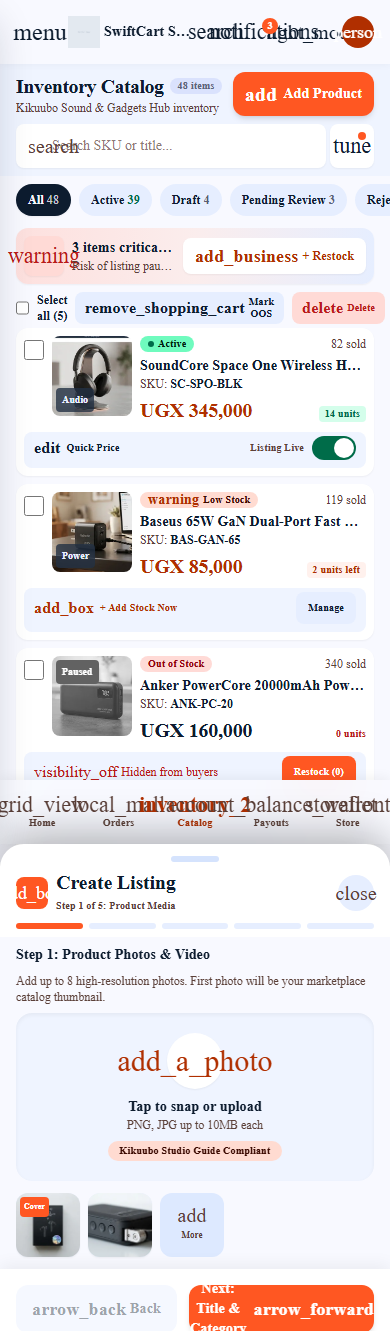 menu SwiftCart S... search notifications 3 person
Inventory Catalog 48 items
Kikuubo Sound & Gadgets Hub inventory
add Add Product
search Search SKU or title...
tune
All 48 Active 39 Draft 4 Pending Review 3 Reje
warning
3 items critica...
Risk of listing pau...
add_business + Restock
Select all (5)
remove_shopping_cart Mark OOS
delete Delete
Active 82 sold
SoundCore Space One Wireless H...
SKU: SC-SPO-BLK
Audio
UGX 345,000 14 units
edit Quick Price Listing Live
warning Low Stock 119 sold
Baseus 65W GaN Dual-Port Fast ...
SKU: BAS-GAN-65
Power
UGX 85,000 2 units left
add_box + Add Stock Now Manage
Paused
Out of Stock 340 sold
Anker PowerCore 20000mAh Pow...
SKU: ANK-PC-20
UGX 160,000 0 units
visibility_off Hidden from buyers Restock (0)
grid_view local_mall inventory_2 account_balance_wallet storefront
Home Orders Catalog Payouts Store
Create Listing
Step 1 of 5: Product Media
close
Step 1: Product Photos & Video
Add up to 8 high-resolution photos. First photo will be your marketplace
catalog thumbnail.
add_a_photo
Tap to snap or upload
PNG, JPG up to 10MB each
Kikuubo Studio Guide Compliant
Cover
add
More
arrow_back Back
Next:
Title &
Category
arrow_forward